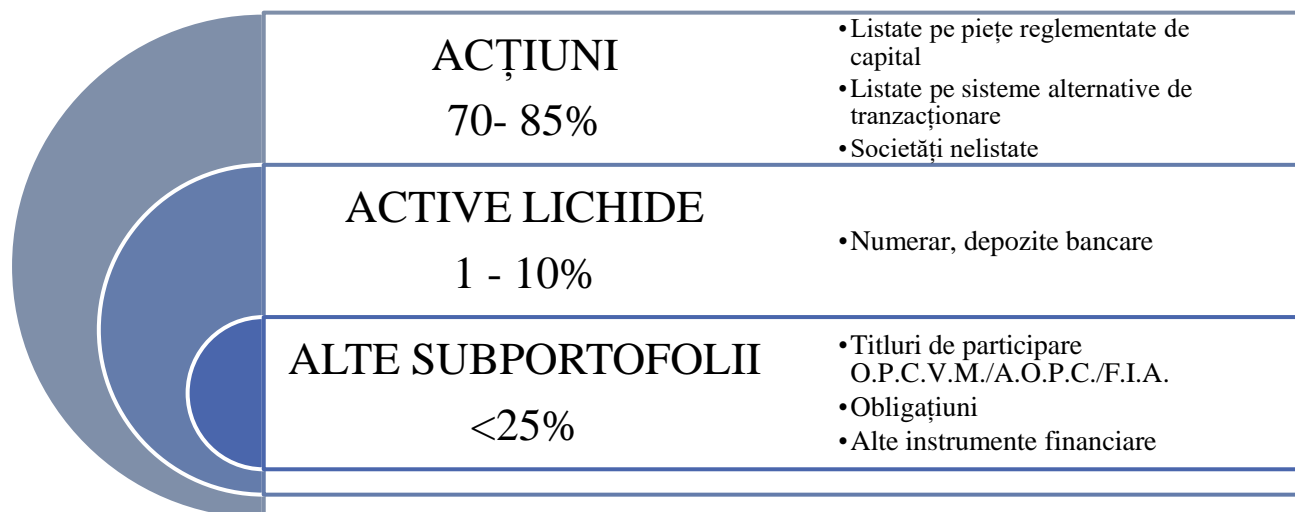 ACȚIUNI
70- 85%
•Listate pe piețe reglementate de
capital
•Listate pe sisteme alternative de
tranzacționare
•Societăți nelistate
ACTIVE LICHIDE
1 - 10%
•Numerar, depozite bancare
ALTE SUBPORTOFOLII
<25%
•Titluri de participare
O.P.C.V.M./A.O.P.C./F.I.A.
•Obligațiuni
•Alte instrumente financiare